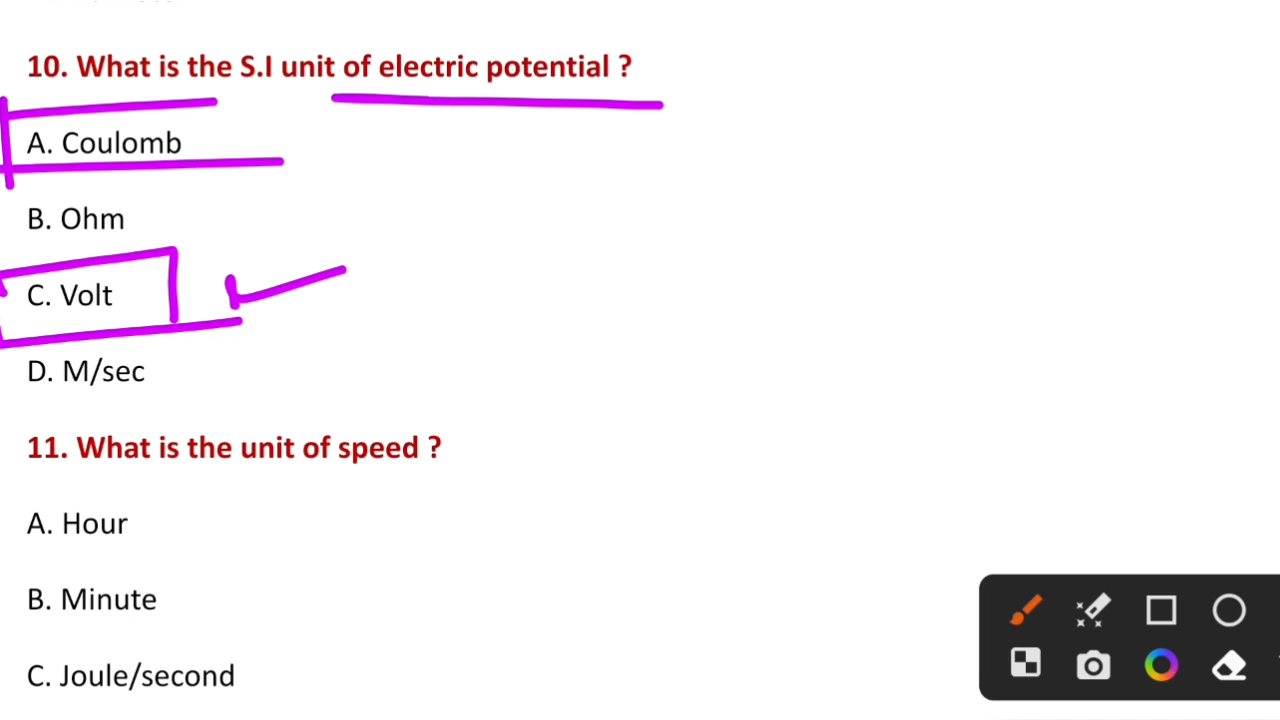 10. What is the S.I unit of electric potential ?
A. Coulomb
B. Ohm
C. Volt
D. M/sec
11. What is the unit of speed ?
A. Hour
B. Minute
C. Joule/second